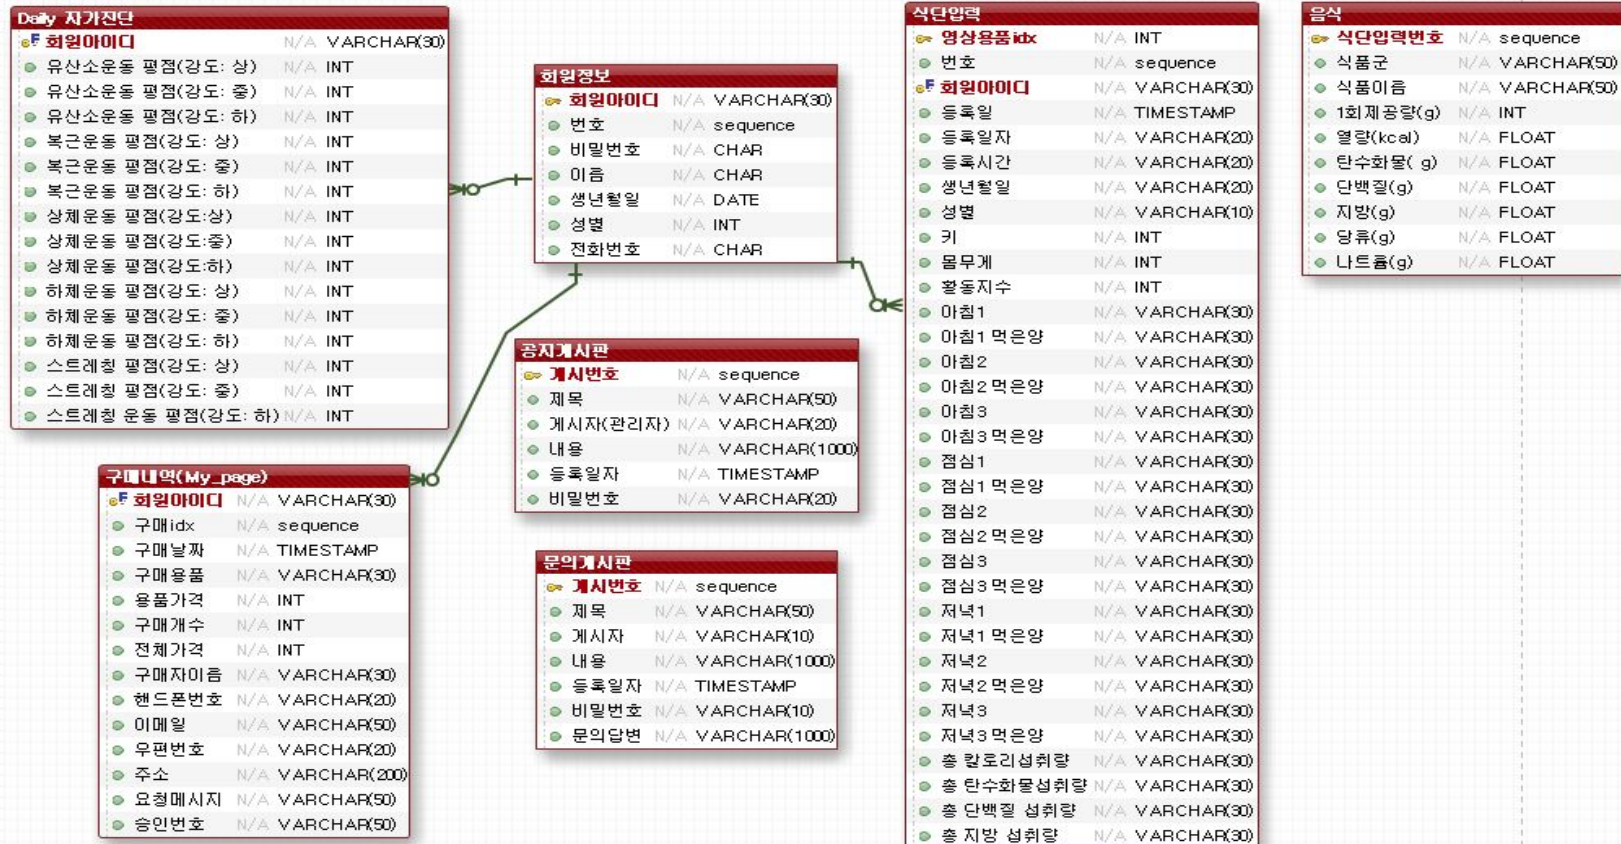 Daily 자가진단
회원아이디 N/A VARCHAR(30)
유산소운동 평점(강도: 상) N/A INT
유산소운동 평점(강도: 중) N/A INT
유산소운동 평점(강도: 하) N/A INT
복근운동 평점(강도: 상) N/A INT
복근운동 평점(강도: 중) N/A INT
복근운동 평점(강도: 하) N/A INT
상체운동 평점(강도:상) N/A INT
상체운동 평점(강도:중) N/A INT
상체운동 평점(강도:하) N/A INT
하체운동 평점(강도: 상) N/A INT
하체운동 평점(강도: 중) N/A INT
하체운동 평점(강도: 하) N/A INT
스트레칭 평점(강도: 상) N/A INT
스트레칭 평점(강도: 중) N/A INT
스트레칭 운동 평점(강도: 하) N/A INT
구매내역(My_page)
회원아이디 N/A VARCHAR(30)
구매idx N/A sequence
구매날짜 N/A TIMESTAMP
구매용품 N/A VARCHAR(30)
용품가격 N/A INT
구매개수 N/A INT
전체가격 N/A INT
구매자이름 N/A VARCHAR(30)
핸드폰번호 N/A VARCHAR(20)
이메일 N/A VARCHAR(50)
우편번호 N/A VARCHAR(20)
주소 N/A VARCHAR(200)
요청메시지 N/A VARCHAR(50)
승인번호 N/A VARCHAR(50)
회원정보
회원아이디 N/A VARCHAR(30)
번호 N/A sequence
비밀번호 N/A CHAR
이름 N/A CHAR
생년월일 N/A DATE
성별 N/A INT
전화번호 N/A CHAR
공지게시판
게시번호 N/A sequence
제목 N/A VARCHAR(50)
게시자(관리자) N/A VARCHAR(20)
내용 N/A VARCHAR(1000)
등록일자 N/A TIMESTAMP
비밀번호 N/A VARCHAR(20)
문의게시판
게시번호 N/A sequence
제목 N/A VARCHAR(50)
게시자 N/A VARCHAR(10)
내용 N/A VARCHAR(1000)
등록일자 N/A TIMESTAMP
비밀번호 N/A VARCHAR(10)
문의답변 N/A VARCHAR(1000)
식단입력
영상용품idx N/A INT
번호 N/A sequence
회원아이디 N/A VARCHAR(30)
등록일 N/A TIMESTAMP
등록일자 N/A VARCHAR(20)
등록시간 N/A VARCHAR(20)
생년월일 N/A VARCHAR(20)
성별 N/A VARCHAR(10)
키 N/A INT
몸무게 N/A INT
활동지수 N/A INT
아침1 N/A VARCHAR(30)
아침1 먹은양 N/A VARCHAR(30)
아침2 N/A VARCHAR(30)
아침2 먹은양 N/A VARCHAR(30)
아침3 N/A VARCHAR(30)
아침3 먹은양 N/A VARCHAR(30)
점심1 N/A VARCHAR(30)
점심1 먹은양 N/A VARCHAR(30)
점심2 N/A VARCHAR(30)
점심2 먹은양 N/A VARCHAR(30)
점심3 N/A VARCHAR(30)
점심3 먹은양 N/A VARCHAR(30)
저녁1 N/A VARCHAR(30)
저녁1 먹은양 N/A VARCHAR(30)
저녁2 N/A VARCHAR(30)
저녁2 먹은양 N/A VARCHAR(30)
저녁3 N/A VARCHAR(30)
저녁3 먹은양 N/A VARCHAR(30)
총 칼로리섭취량 N/A VARCHAR(30)
총 탄수화물섭취량 N/A VARCHAR(30)
총 단백질 섭취량 N/A VARCHAR(30)
총 지방 섭취량 N/A VARCHAR(30)
음식
식단입력번호 N/A sequence
식품군 N/A VARCHAR(50)
식품이름 N/A VARCHAR(50)
1회제공량(g) N/A INT
열량(kcal) N/A FLOAT
탄수화물( g) N/A FLOAT
단백질(g) N/A FLOAT
지방(g) N/A FLOAT
당류(g) N/A FLOAT
나트륨(g) N/A FLOAT